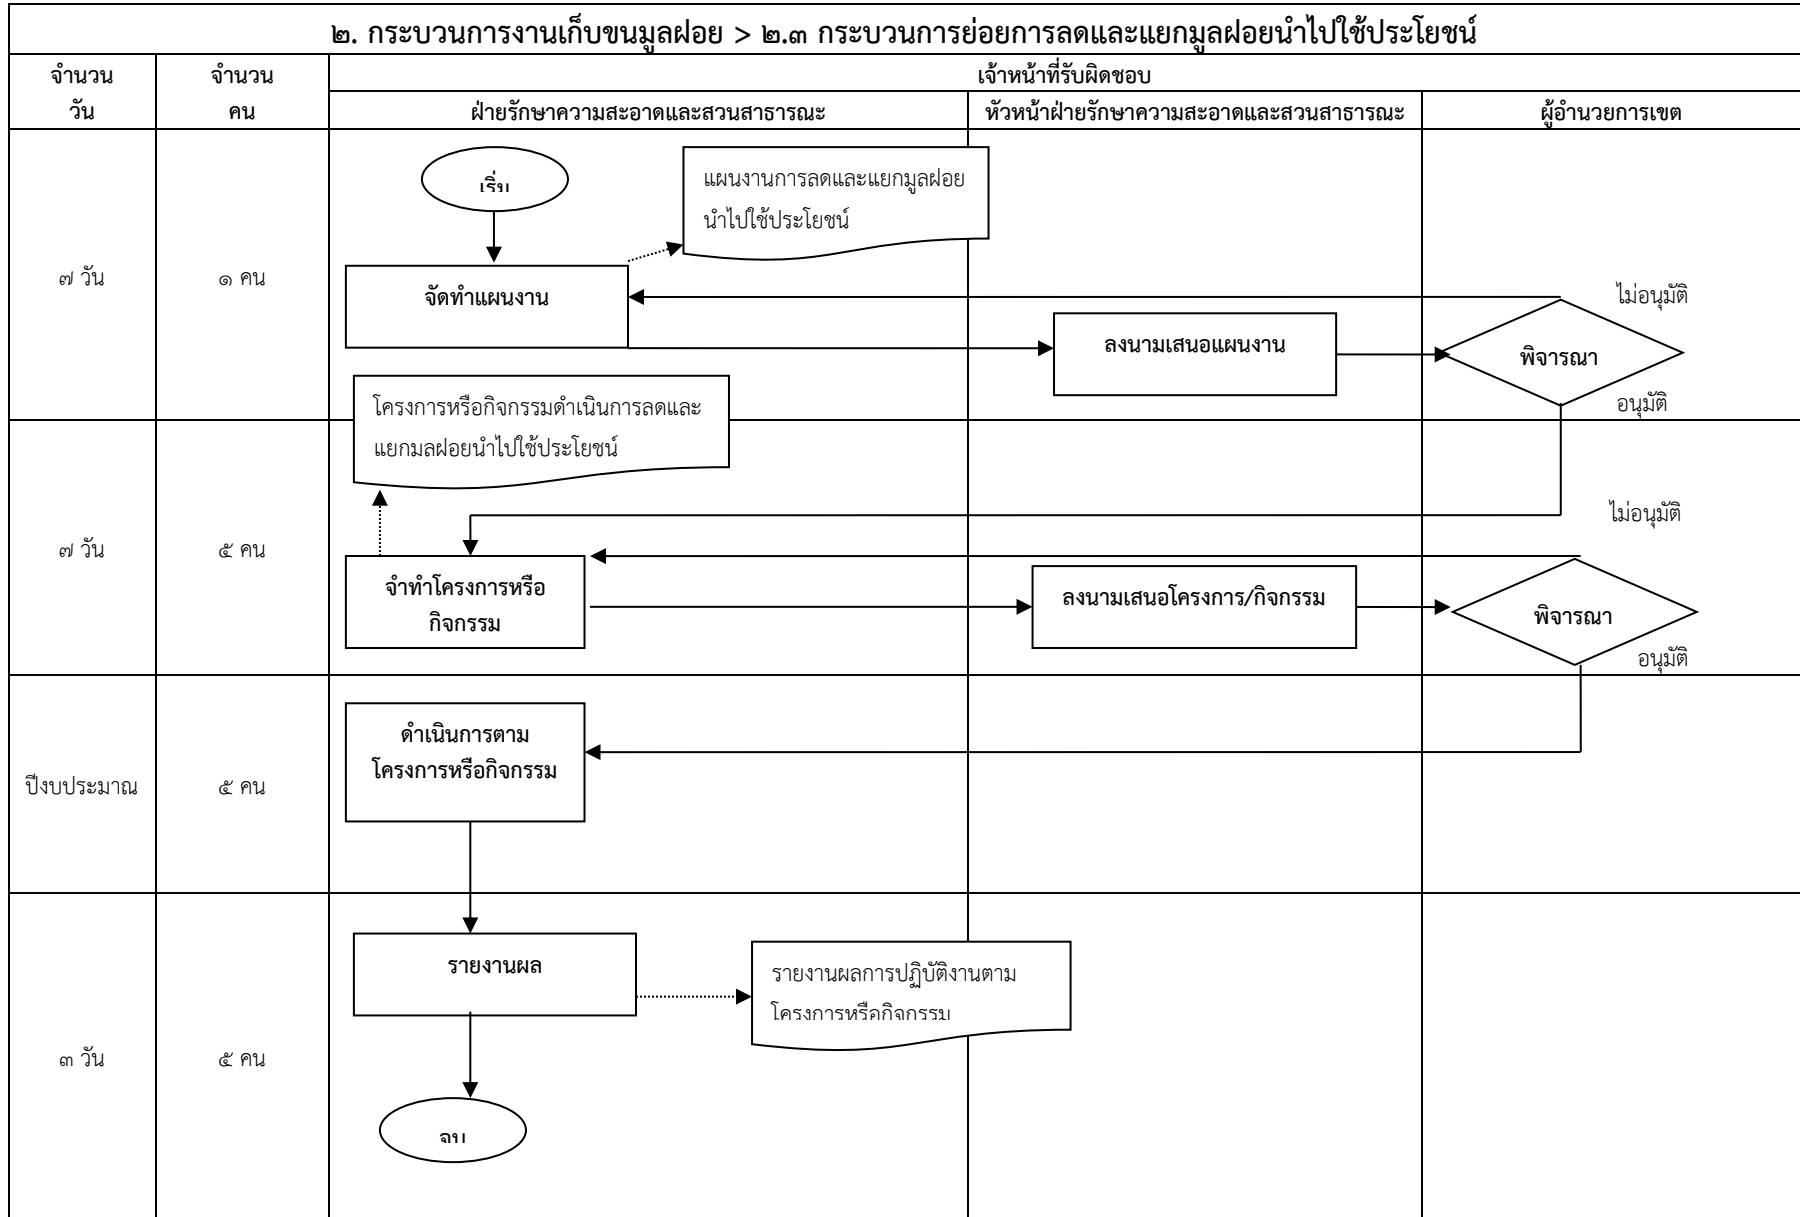 ๒. กระบวนการงานเก็บขนมูลฝอย > ๒.๓ กระบวนการย่อยการลดและแยกมูลฝอยนำไปใช้ประโยชน์
จำนวน
วัน
จำนวน
คน
เจ้าหน้าที่รับผิดชอบ
ฝ่ายรักษาความสะอาดและสวนสาธารณะ
หัวหน้าฝ่ายรักษาความสะอาดและสวนสาธารณะ
ผู้อำนวยการเขต
๗ วัน
๑ คน
เริ่ม
แผนงานการลดและแยกมูลฝอย
นำไปใช้ประโยชน์
จัดทำแผนงาน
ลงนามเสนอแผนงาน
ไม่อนุมัติ
พิจารณา
อนุมัติ
โครงการหรือกิจกรรมดำเนินการลดและ
แยกมูลฝอยนำไปใช้ประโยชน์
๗ วัน
๕ คน
จำทำโครงการหรือ
กิจกรรม
ลงนามเสนอโครงการ/กิจกรรม
ไม่อนุมัติ
พิจารณา
อนุมัติ
ปีงบประมาณ
๕ คน
ดำเนินการตาม
โครงการหรือกิจกรรม
๓ วัน
๕ คน
รายงานผล
รายงานผลการปฏิบัติงานตาม
โครงการหรือกิจกรรม
จบ